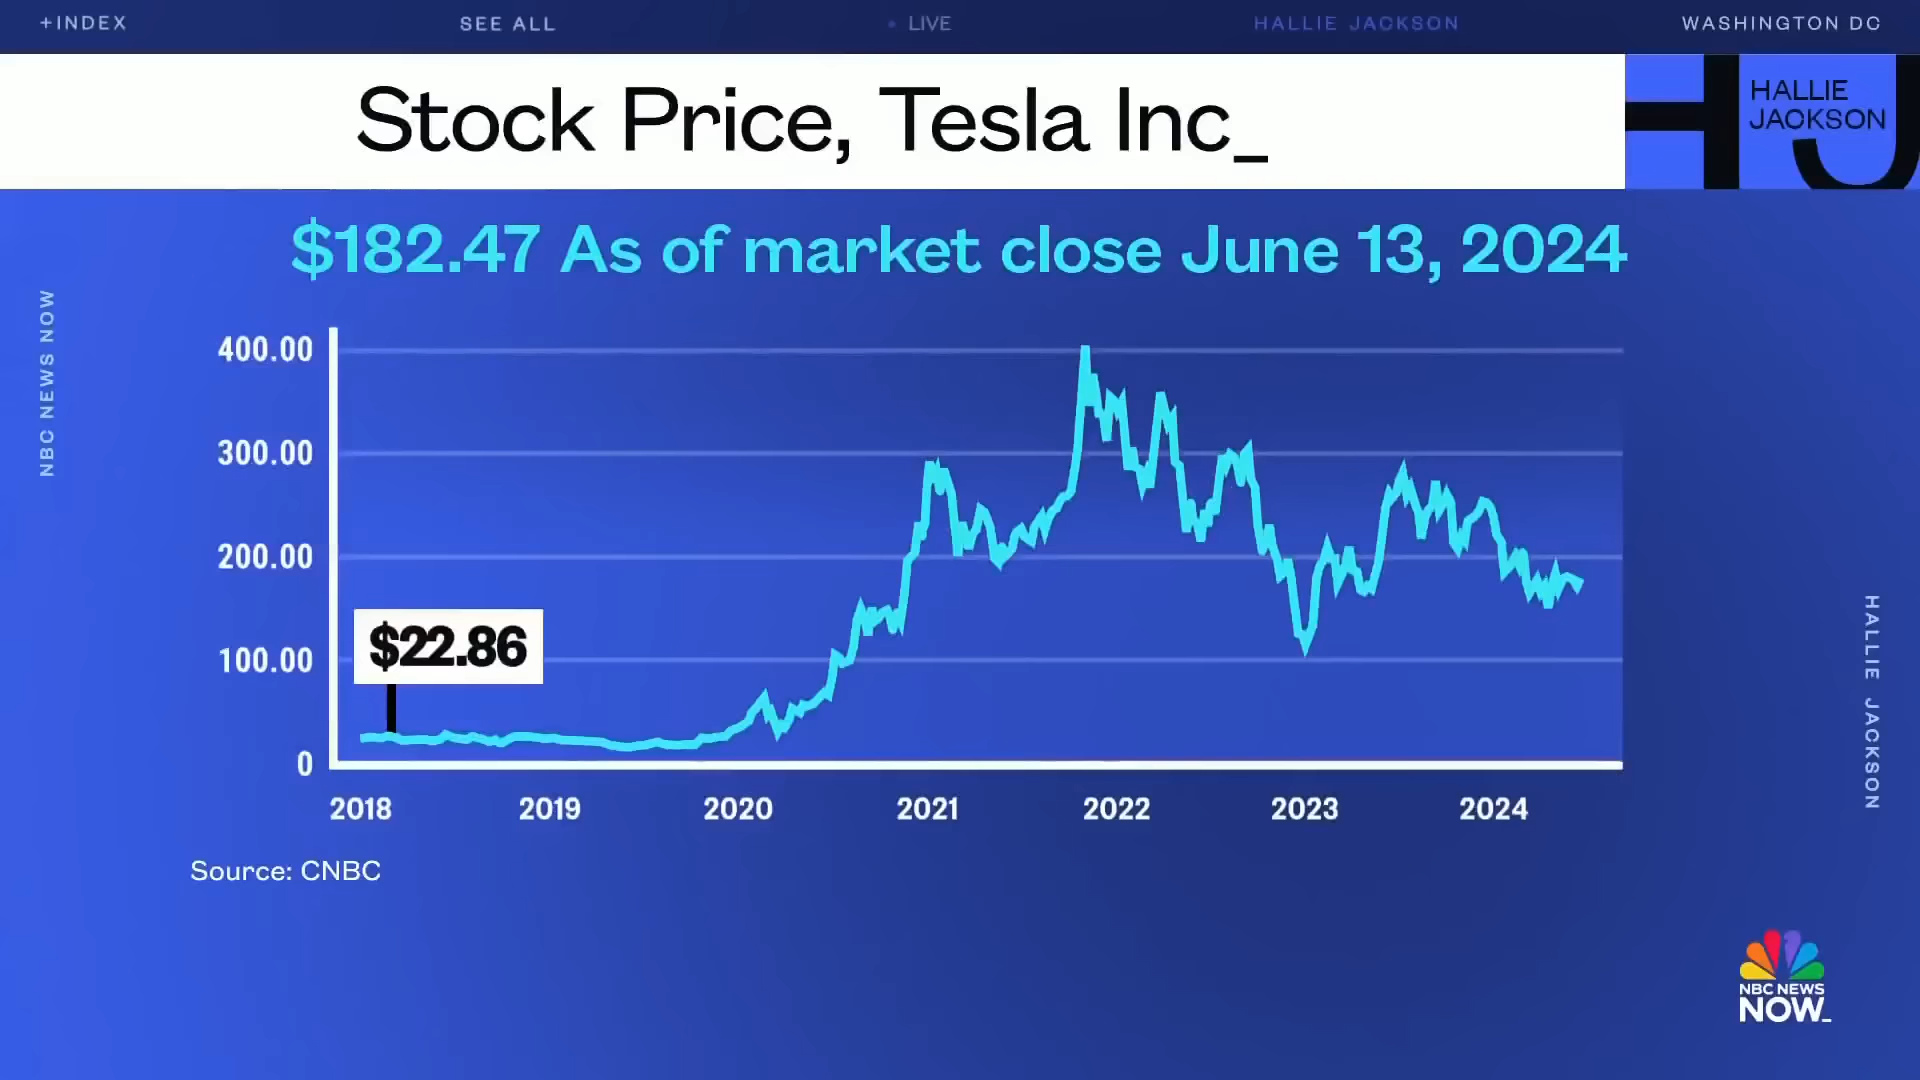 +INDEX
SEE ALL
• LIVE
HALLIE JACKSON
WASHINGTON DC
Stock Price, Tesla Inc_
HALLIE
JACKSON
HJ
$182.47 As of market close June 13, 2024
NBC NEWS NOW
400.00
300.00
200.00
100.00
0
$22.86
2018
2019
2020
2021
2022
2023
2024
HALLIE JACKSON
Source: CNBC
NBC NEWS
NOW_